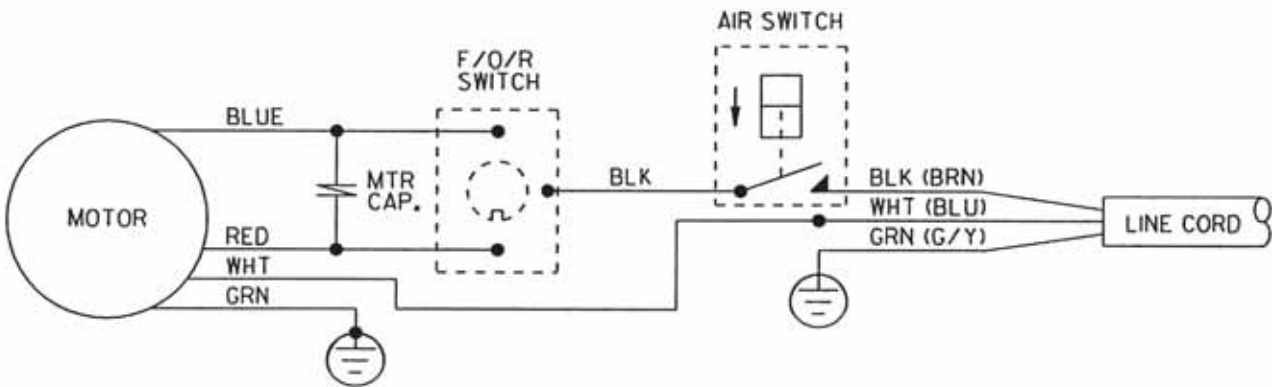 AIR SWITCH
F/O/R
SWITCH
BLUE
MTR
CAP.
BLK
BLK (BRN)
WHT (BLU)
GRN (G/Y)
LINE CORD
MOTOR
RED
WHT
GRN